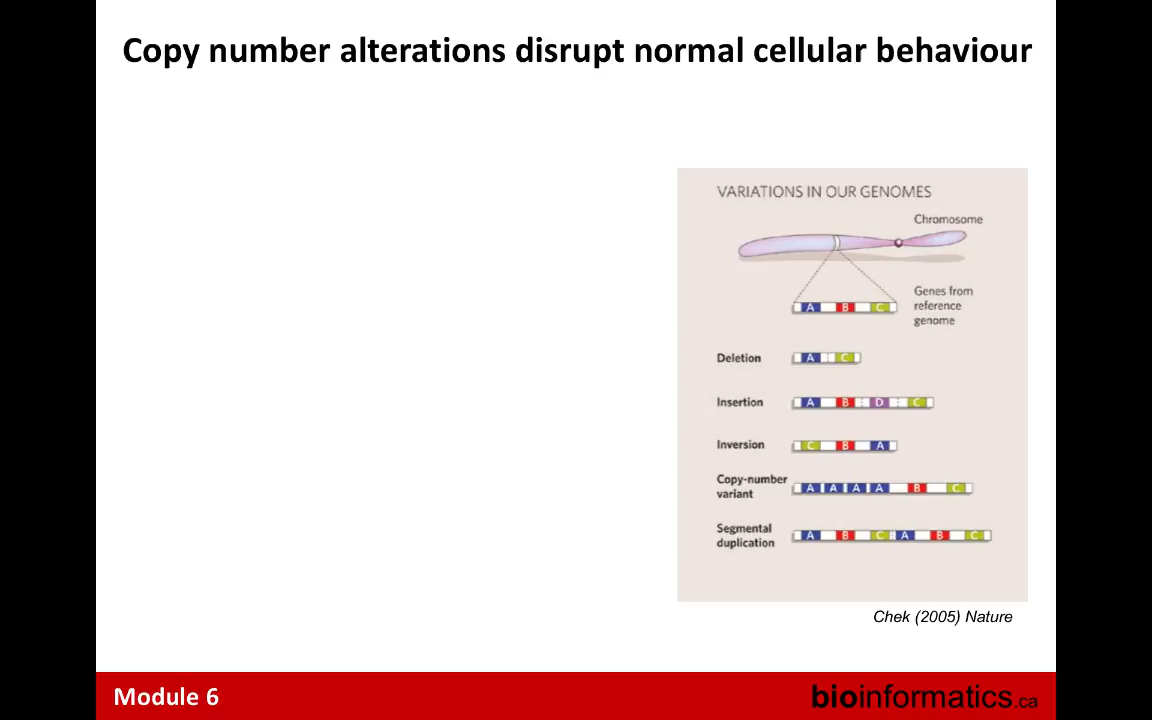 Copy number alterations disrupt normal cellular behaviour
VARIATIONS IN OUR GENOMES
Chromosome
A B C
Genes from
reference
genome
Deletion
A C
Insertion
A B D C
Inversion
C B A
Copy-number
variant
A A A A B C
Segmental
duplication
A B C A B C
Chek (2005) Nature
Module 6
bioinformatics.ca